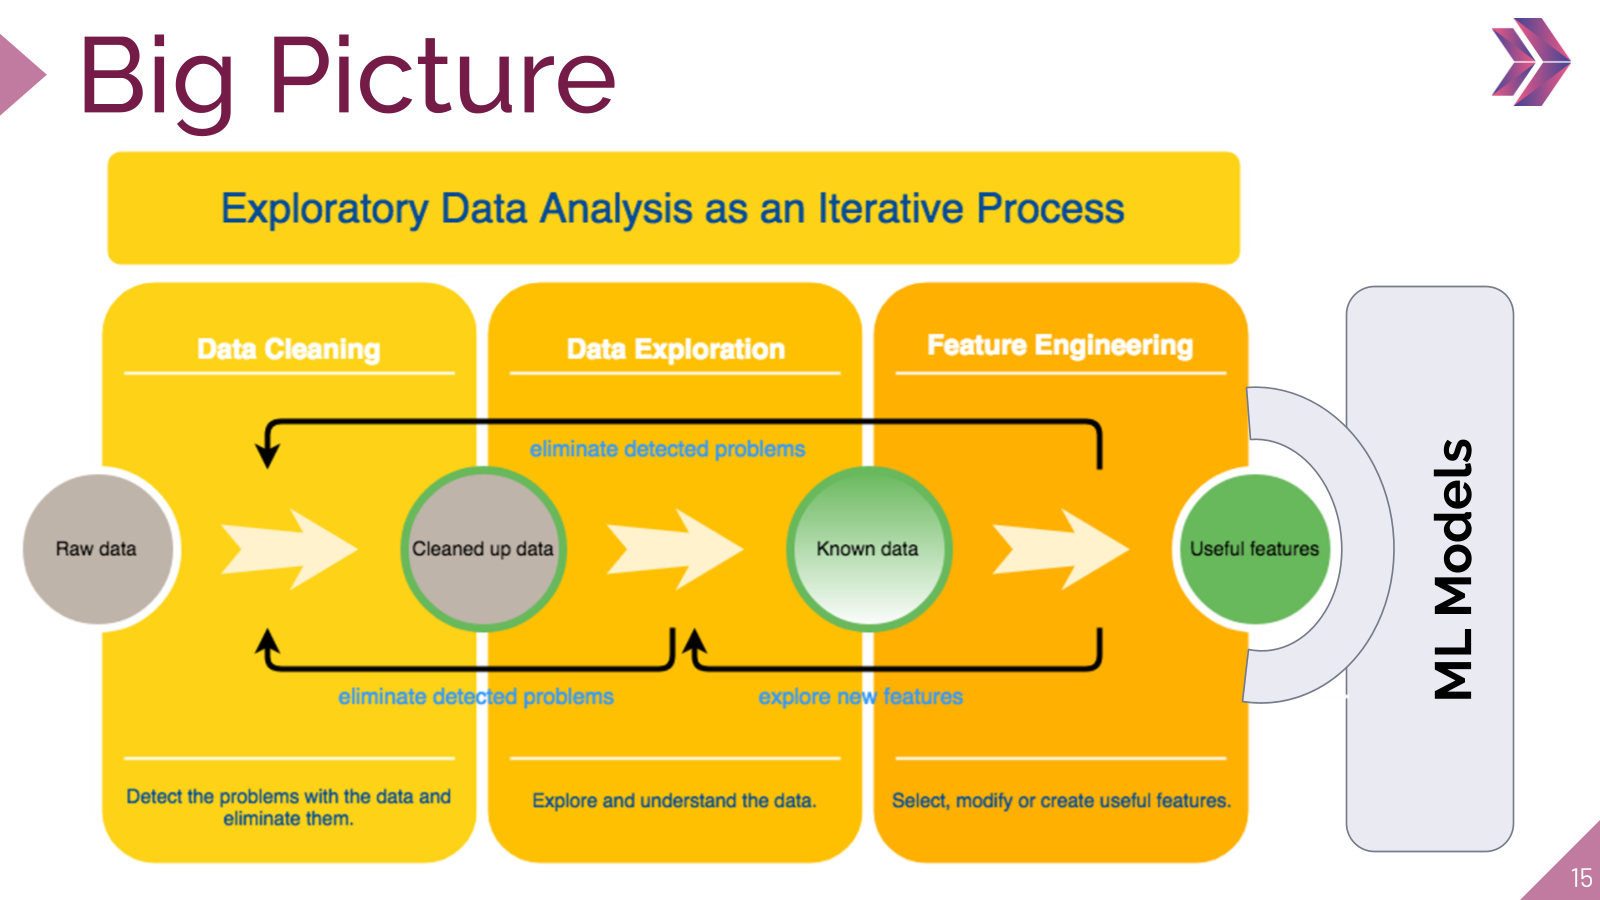 Big Picture
Exploratory Data Analysis as an Iterative Process
Data Cleaning
Data Exploration
Feature Engineering
eliminate detected problems
Raw data
Cleaned up data
Known data
Useful features
eliminate detected problems
explore new features
Detect the problems with the data and
eliminate them.
Explore and understand the data.
Select, modify or create useful features.
ML Models
15